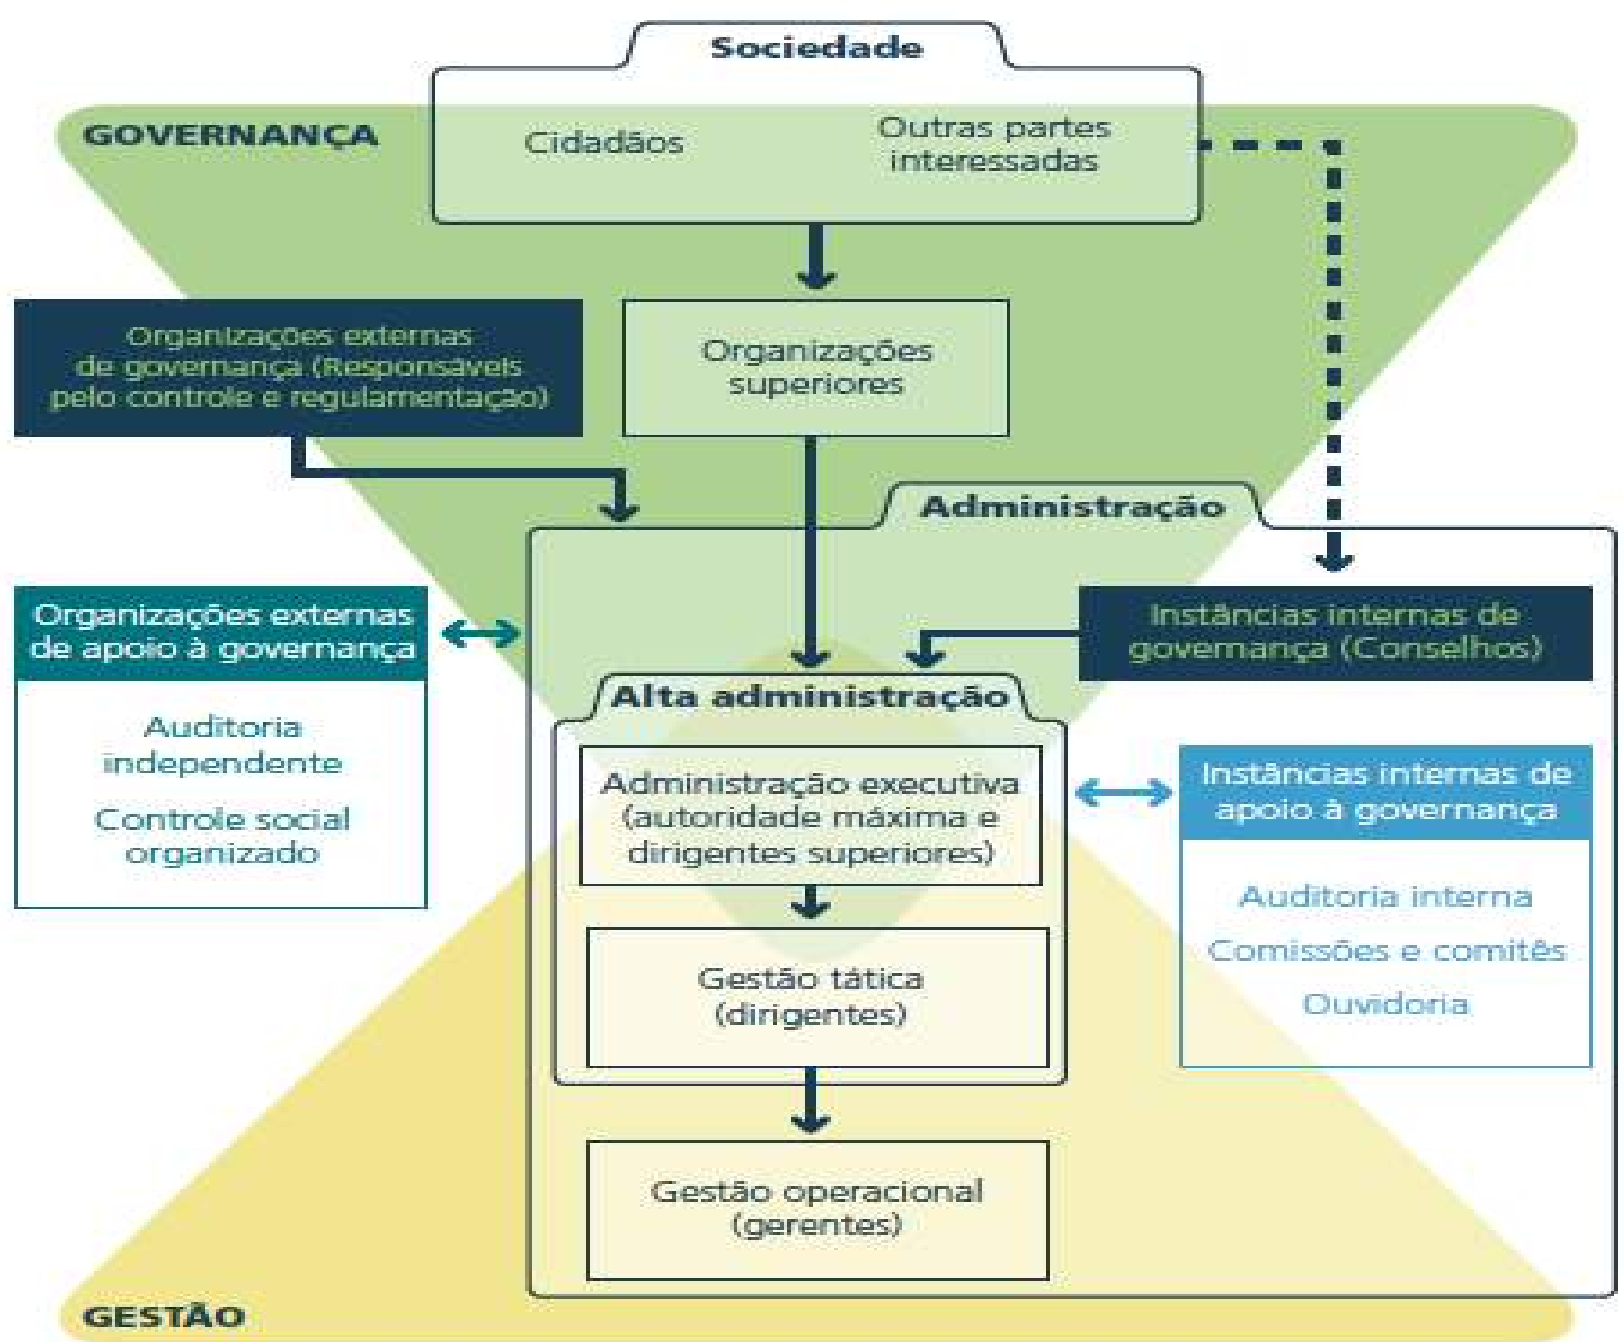 Sociedade
GOVERNANÇA
Cidadãos
Outras partes
interessadas
Organizações externas
de governança (Responsáveis
pelo controle e regulamentação)
Organizações
superiores
Administração
Organizações externas
de apoio à governança
Auditoria
independente
Controle social
organizado
Instâncias internas de
governança (Conselhos)
Alta administração
Administração executiva
(autoridade máxima e
dirigentes superiores)
Instâncias internas de
apoio à governança
Auditoria interna
Comissões e comitês
Ouvidoria
Gestão tática
(dirigentes)
Gestão operacional
(gerentes)
GESTÃO